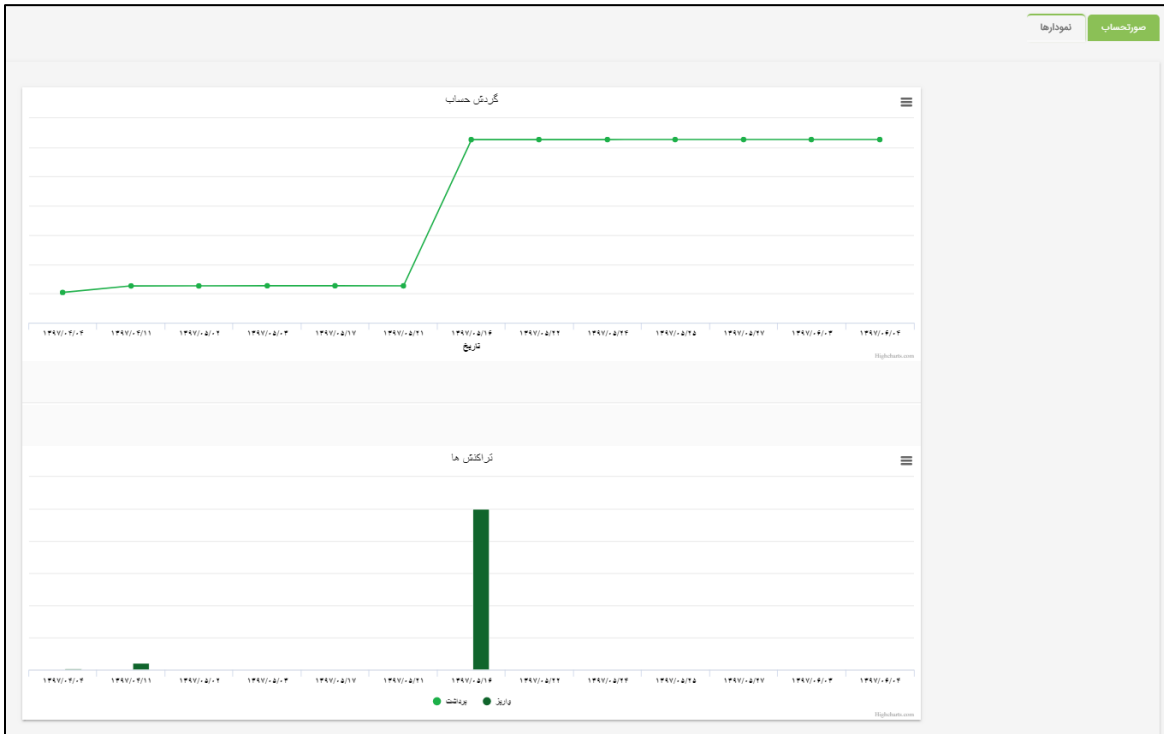 صورتحساب نمودارها
گردش حساب
۱۳۹۷/۰۴/۰۴ ۱۳۹۷/۰۴/۱۱ ۱۳۹۷/۰۵/۰۲ ۱۳۹۷/۰۵/۰۳ ۱۳۹۷/۰۵/۱۷ ۱۳۹۷/۰۵/۲۱ ۱۳۹۷/۰۵/۱۶ ۱۳۹۷/۰۵/۲۲ ۱۳۹۷/۰۵/۲۴ ۱۳۹۷/۰۵/۲۵ ۱۳۹۷/۰۵/۲۷ ۱۳۹۷/۰۶/۰۳ ۱۳۹۷/۰۶/۰۴
تاریخ
Highcharts.com
تراکنش ها
۱۳۹۷/۰۴/۰۴ ۱۳۹۷/۰۴/۱۱ ۱۳۹۷/۰۵/۰۲ ۱۳۹۷/۰۵/۰۳ ۱۳۹۷/۰۵/۱۷ ۱۳۹۷/۰۵/۲۱ ۱۳۹۷/۰۵/۱۶ ۱۳۹۷/۰۵/۲۲ ۱۳۹۷/۰۵/۲۴ ۱۳۹۷/۰۵/۲۵ ۱۳۹۷/۰۵/۲۷ ۱۳۹۷/۰۶/۰۳ ۱۳۹۷/۰۶/۰۴
واریز برداشت
Highcharts.com